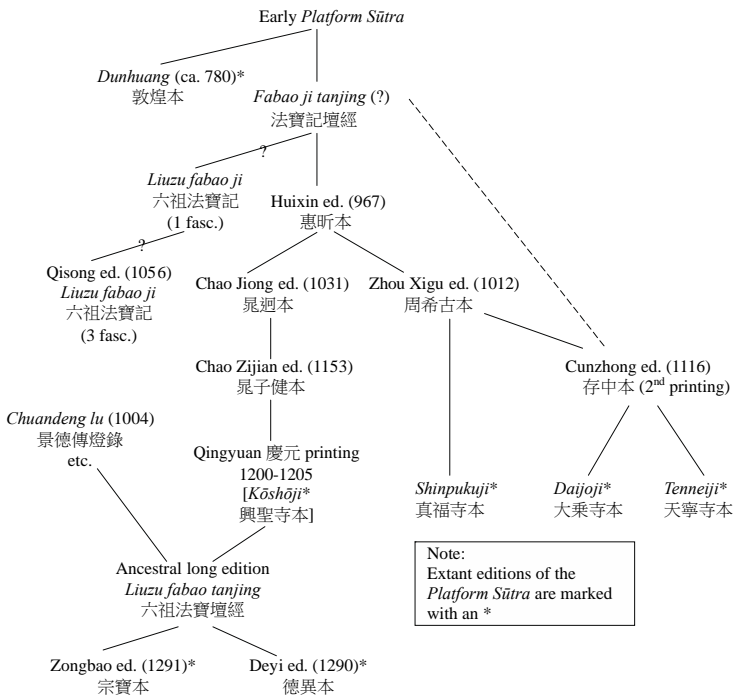 Early Platform Sūtra
Dunhuang (ca. 780)*
敦煌本
Fabao ji tanjing (?)
法寶記壇經
?
Liuzu fabao ji
六祖法寶記
(1 fasc.)
Huixin ed. (967)
惠昕本
?
Qisong ed. (1056)
Liuzu fabao ji
六祖法寶記
(3 fasc.)
Chao Jiong ed. (1031)
晁迥本
Zhou Xigu ed. (1012)
周希古本
Chao Zijian ed. (1153)
晁子健本
Cunzhong ed. (1116)
存中本 (2nd printing)
Chuandeng lu (1004)
景德傳燈錄
etc.
Qingyuan 慶元 printing
1200-1205
[Kōshōji*
興聖寺本]
Shinpukuji*
真福寺本
Daijoji*
大乘寺本
Tenneiji*
天寧寺本
Note:
Extant editions of the
Platform Sūtra are marked
with an *
Ancestral long edition
Liuzu fabao tanjing
六祖法寶壇經
Zongbao ed. (1291)*
宗寶本
Deyi ed. (1290)*
德異本